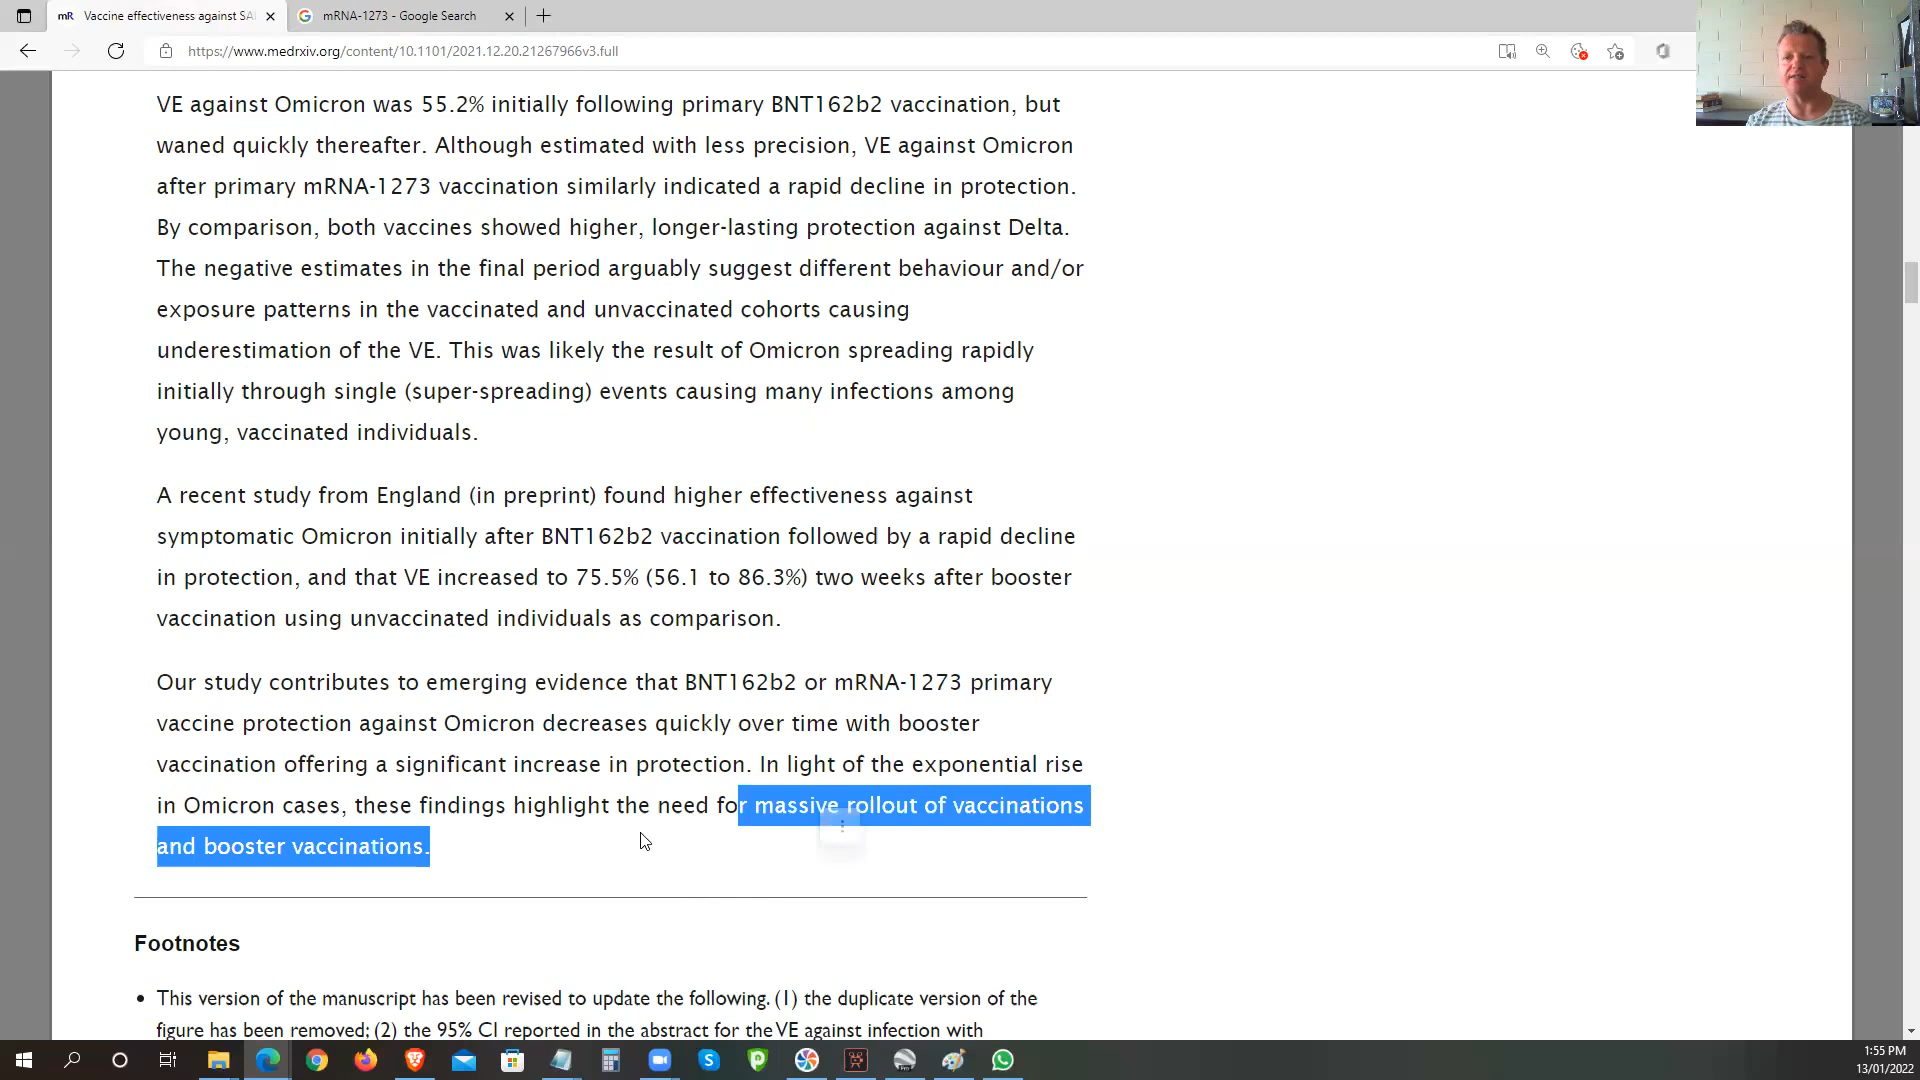 mR Vaccine effectiveness against SA
mRNA-1273 - Google Search
https://www.medrxiv.org/content/10.1101/2021.12.20.21267966v3.full
VE against Omicron was 55.2% initially following primary BNT162b2 vaccination, but
waned quickly thereafter. Although estimated with less precision, VE against Omicron
after primary mRNA-1273 vaccination similarly indicated a rapid decline in protection.
By comparison, both vaccines showed higher, longer-lasting protection against Delta.
The negative estimates in the final period arguably suggest different behaviour and/or
exposure patterns in the vaccinated and unvaccinated cohorts causing
underestimation of the VE. This was likely the result of Omicron spreading rapidly
initially through single (super-spreading) events causing many infections among
young, vaccinated individuals.
A recent study from England (in preprint) found higher effectiveness against
symptomatic Omicron initially after BNT162b2 vaccination followed by a rapid decline
in protection, and that VE increased to 75.5% (56.1 to 86.3%) two weeks after booster
vaccination using unvaccinated individuals as comparison.
Our study contributes to emerging evidence that BNT162b2 or mRNA-1273 primary
vaccine protection against Omicron decreases quickly over time with booster
vaccination offering a significant increase in protection. In light of the exponential rise
in Omicron cases, these findings highlight the need for massive rollout of vaccinations
and booster vaccinations.
Footnotes
• This version of the manuscript has been revised to update the following. (1) the duplicate version of the
figure has been removed; (2) the 95% CI reported in the abstract for the VE against infection with
1:55 PM
13/01/2022